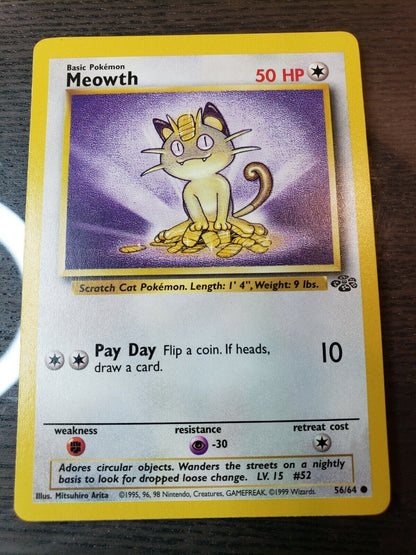 Basic Pokémon
Meowth
50 HP
Scratch Cat Pokémon. Length: 1' 4", Weight: 9 lbs.
Pay Day Flip a coin. If heads, 10
draw a card.
weakness resistance retreat cost
-30
Adores circular objects. Wanders the streets on a nightly
basis to look for dropped loose change. LV. 15 #52
Illus. Mitsuhiro Arita ©1995, 96, 98 Nintendo, Creatures, GAMEFREAK. ©1999 Wizards. 56/64